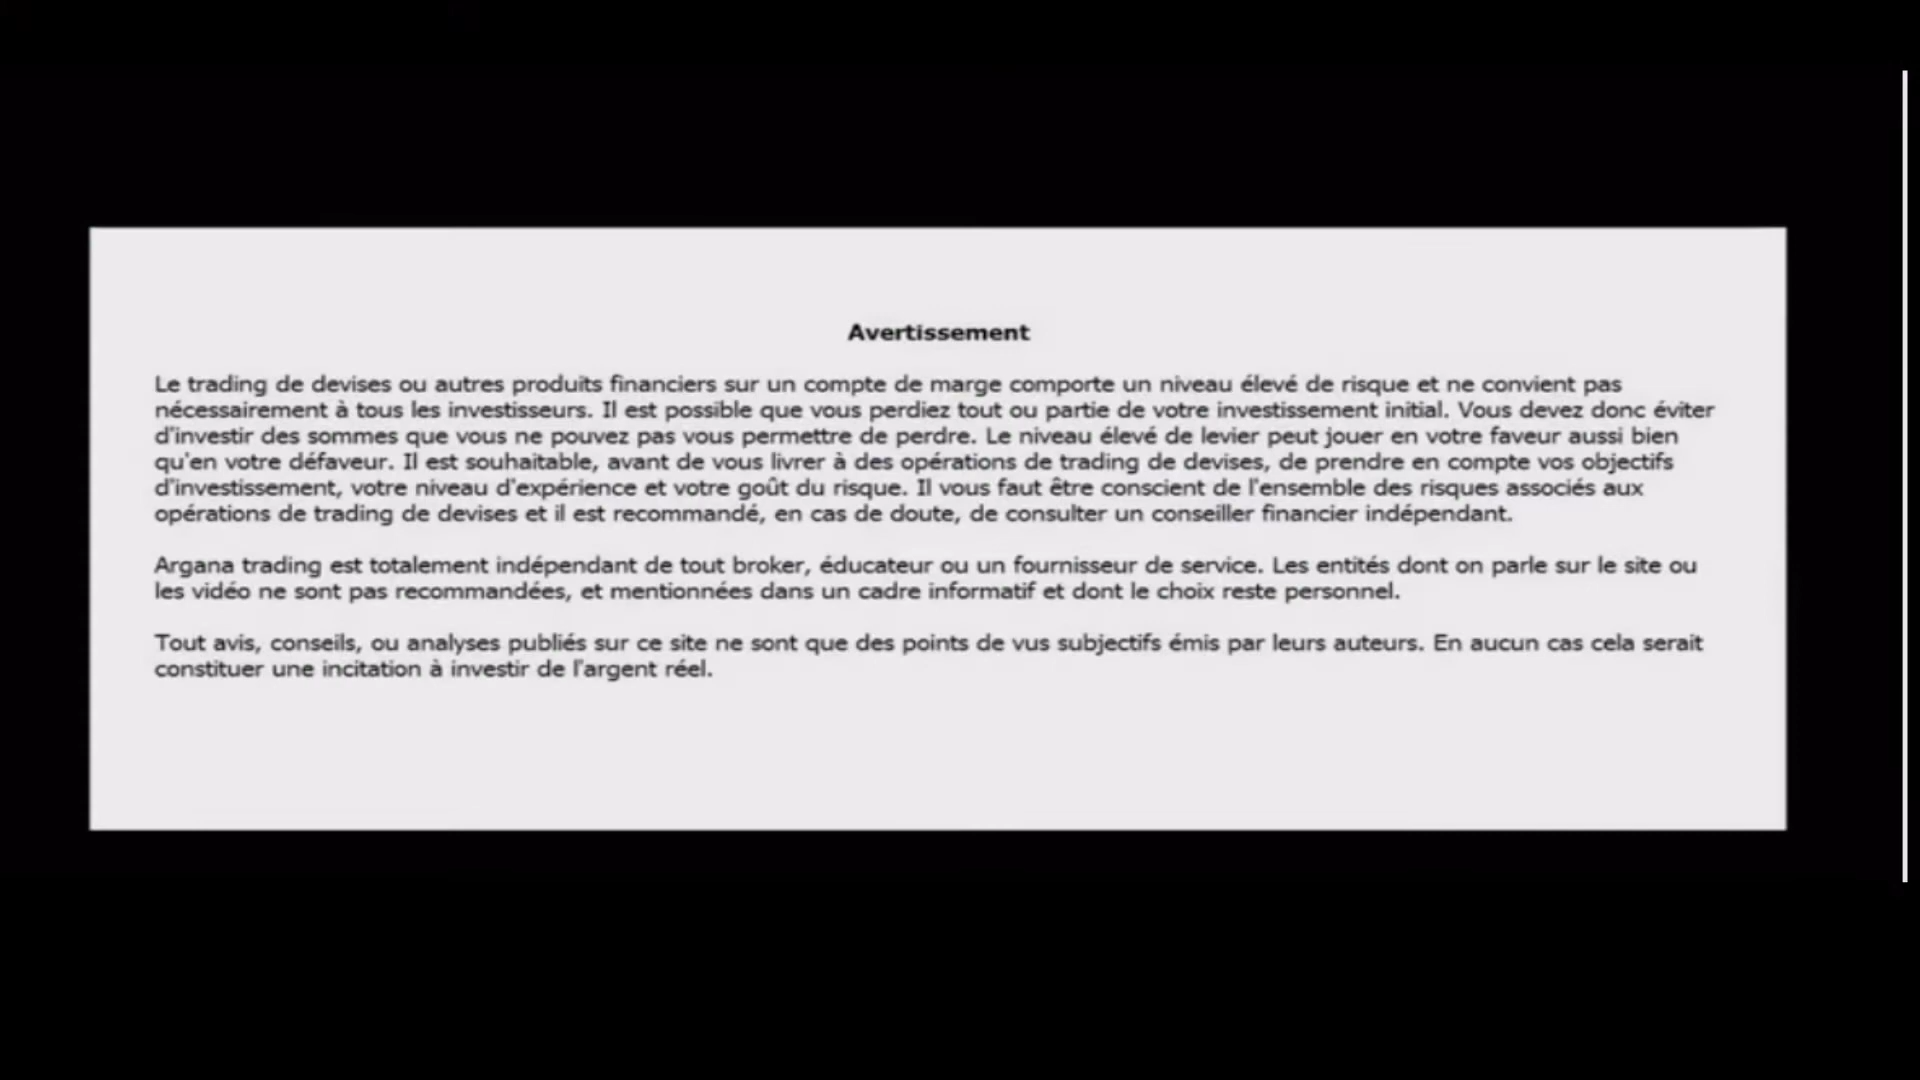 Avertissement
Le trading de devises ou autres produits financiers sur un compte de marge comporte un niveau élevé de risque et ne convient pas
nécessairement à tous les investisseurs. Il est possible que vous perdiez tout ou partie de votre investissement initial. Vous devez donc éviter
d'investir des sommes que vous ne pouvez pas vous permettre de perdre. Le niveau élevé de levier peut jouer en votre faveur aussi bien
qu'en votre défaveur. Il est souhaitable, avant de vous livrer à des opérations de trading de devises, de prendre en compte vos objectifs
d'investissement, votre niveau d'expérience et votre goût du risque. Il vous faut être conscient de l'ensemble des risques associés aux
opérations de trading de devises et il est recommandé, en cas de doute, de consulter un conseiller financier indépendant.
Argana trading est totalement indépendant de tout broker, éducateur ou un fournisseur de service. Les entités dont on parle sur le site ou
les vidéo ne sont pas recommandées, et mentionnées dans un cadre informatif et dont le choix reste personnel.
Tout avis, conseils, ou analyses publiés sur ce site ne sont que des points de vus subjectifs émis par leurs auteurs. En aucun cas cela serait
constituer une incitation à investir de l'argent réel.